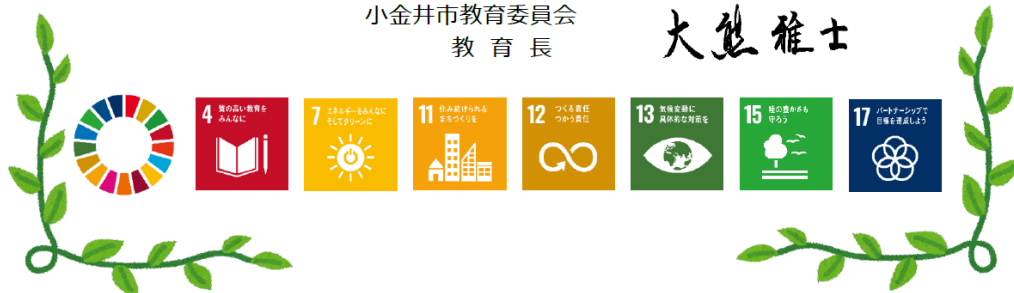 小金井市教育委員会
教 育 長
大熊雅士
4 質の高い教育を
みんなに
7 エネルギーをみんなに
そしてクリーンに
11 住み続けられる
まちづくりを
12 つくる責任
つかう責任
13 気候変動に
具体的な対策を
15 陸の豊かさも
守ろう
17 パートナーシップで
目標を達成しよう